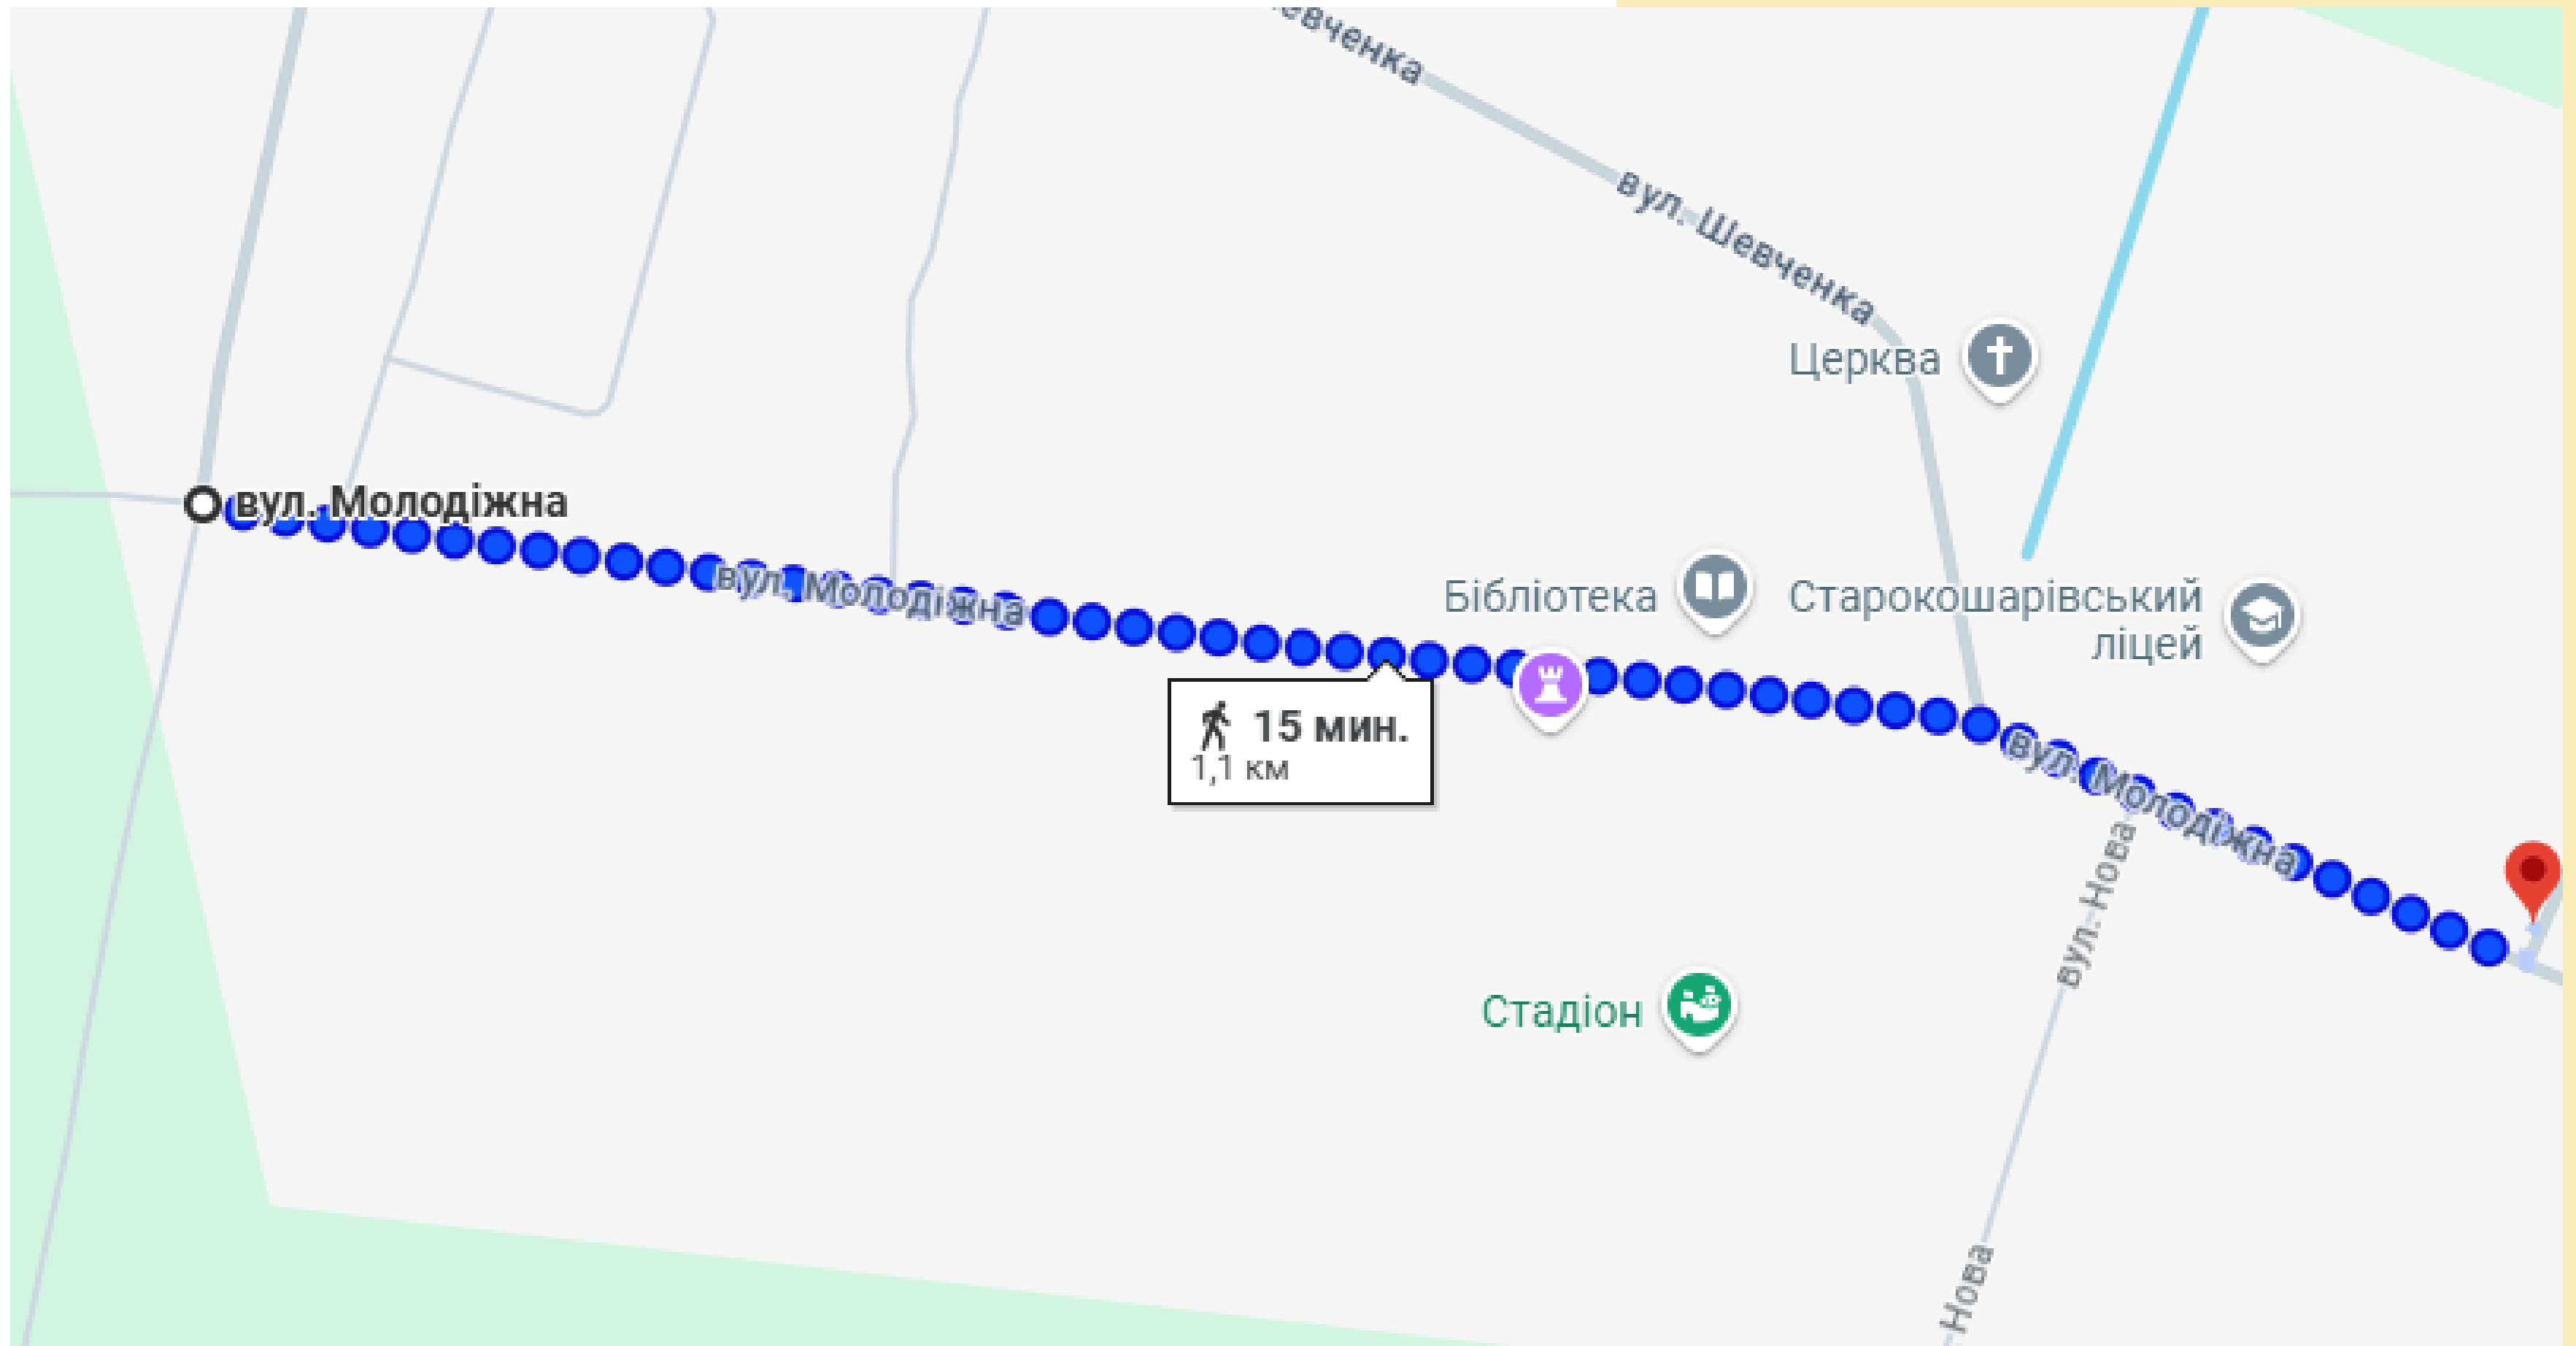 вул. Шевченка
Церква
вул. Молодіжна
вул. Молодіжна
Бібліотека
Старокошарівський
ліцей
15 мин.
1,1 км
вул. Молодіжна
вул. Нова
Стадіон
Нова